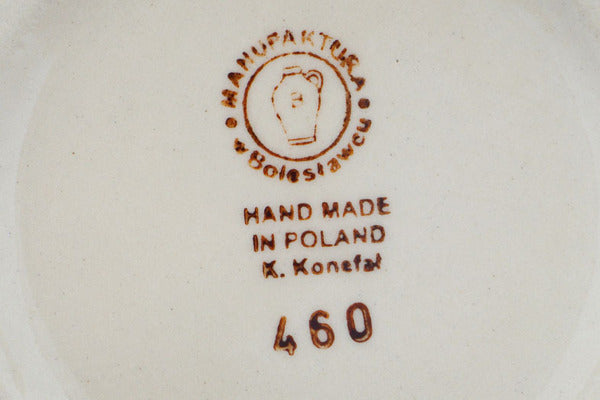 MANUFAKTURA
w Bolesławcu
B
HAND MADE
IN POLAND
K. Konefał
460